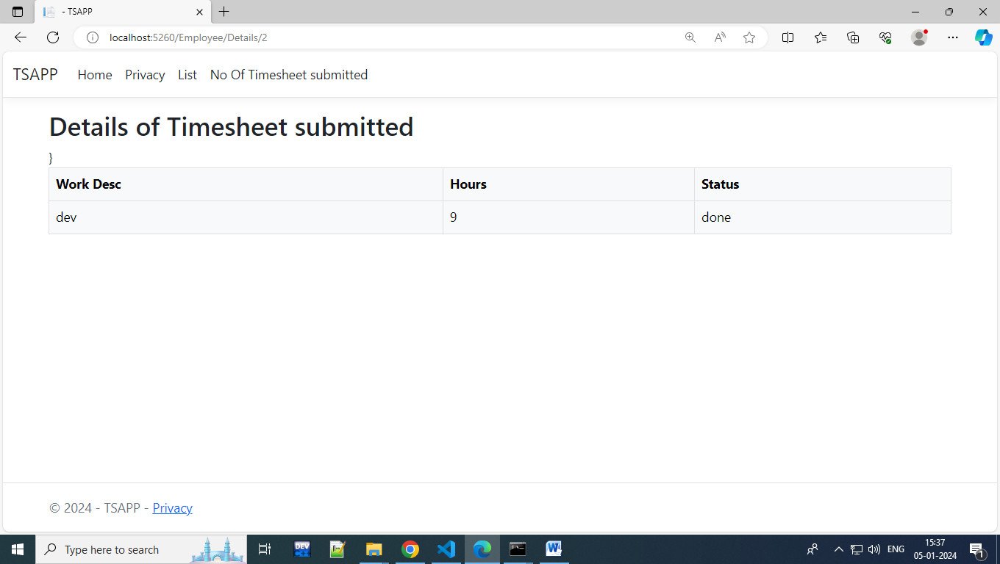 - TSAPP
localhost:5260/Employee/Details/2
TSAPP Home Privacy List No Of Timesheet submitted
Details of Timesheet submitted
}
Work Desc Hours Status
dev 9 done
© 2024 - TSAPP - Privacy
Type here to search
DEV
ENG
15:37
05-01-2024
1